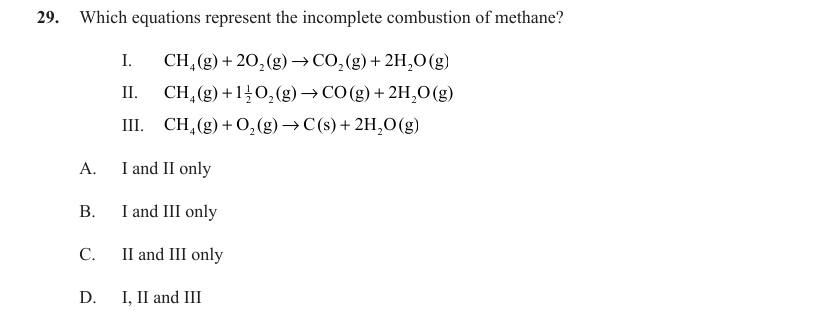 29. Which equations represent the incomplete combustion of methane?
I. CH₄(g) + 2O₂(g) → CO₂(g) + 2H₂O(g)
II. CH₄(g) + 1½O₂(g) → CO(g) + 2H₂O(g)
III. CH₄(g) + O₂(g) → C(s) + 2H₂O(g)
A. I and II only
B. I and III only
C. II and III only
D. I, II and III